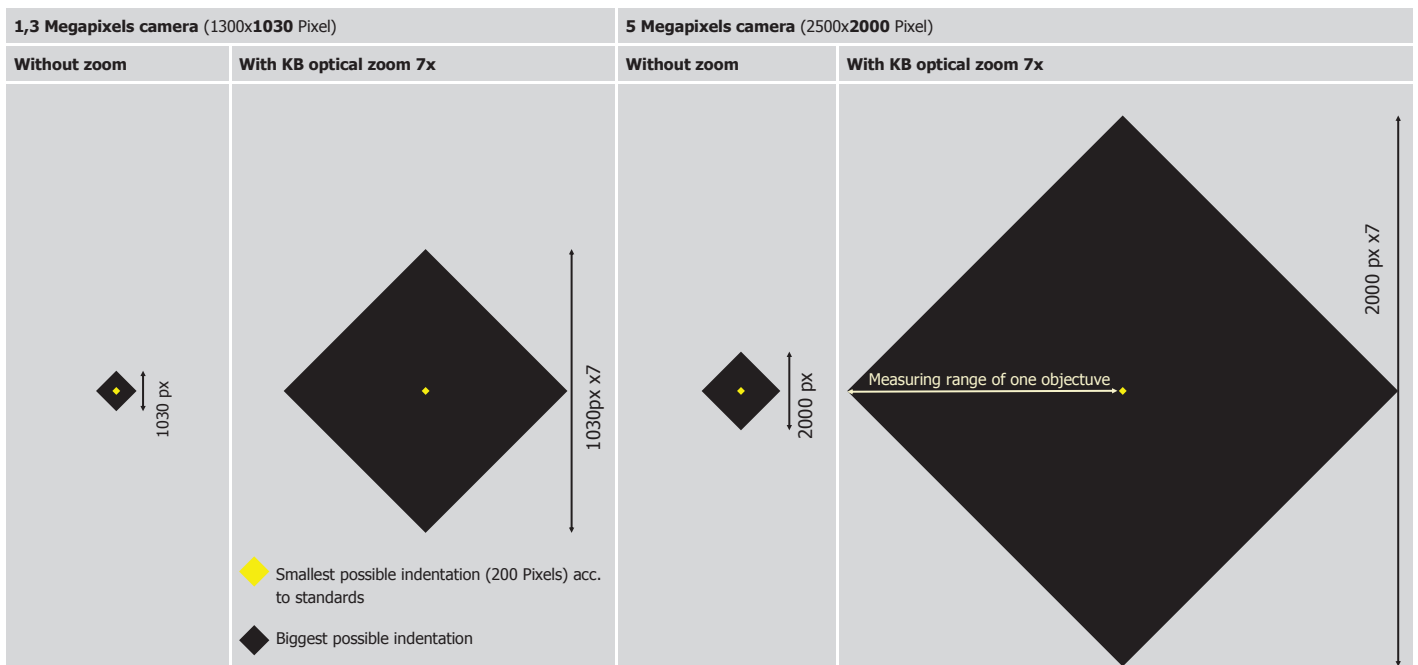 1,3 Megapixels camera (1300x1030 Pixel)
5 Megapixels camera (2500x2000 Pixel)
Without zoom
With KB optical zoom 7x
Without zoom
With KB optical zoom 7x
1030 px
1030px x7
2000 px
Measuring range of one objectuve
2000 px x7
Smallest possible indentation (200 Pixels) acc.
to standards
Biggest possible indentation